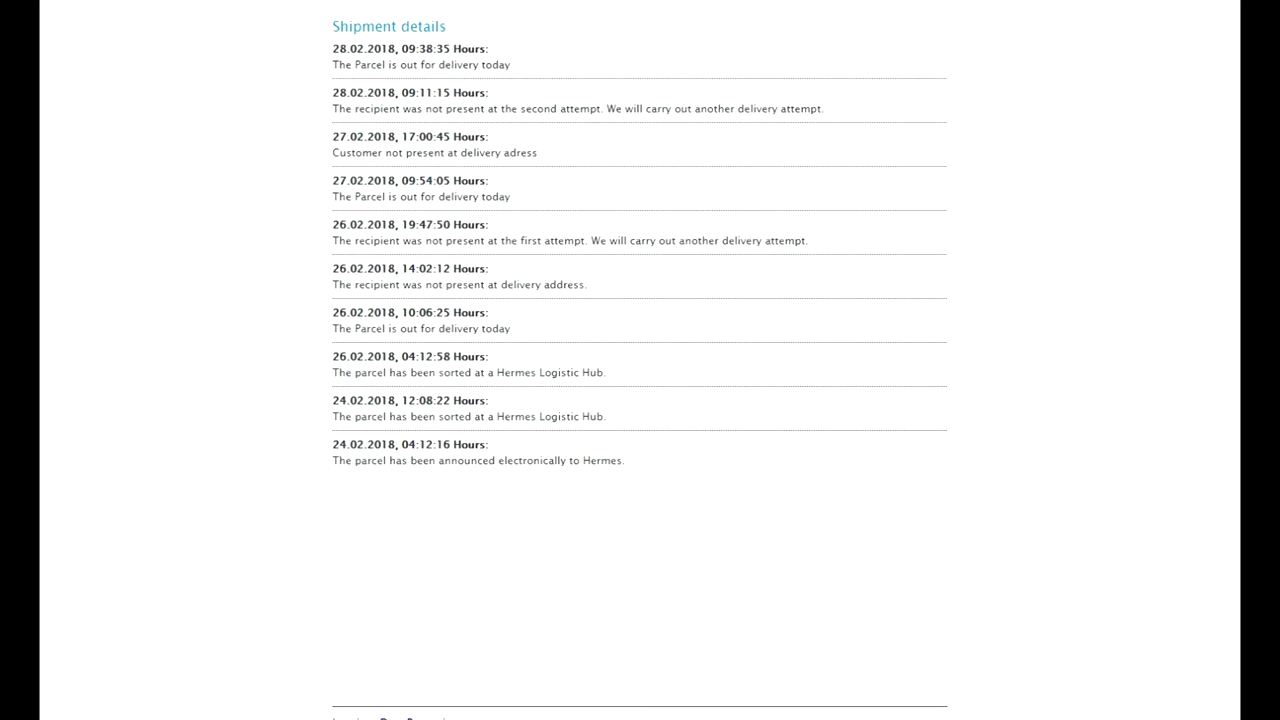 Shipment details
28.02.2018, 09:38:35 Hours:
The Parcel is out for delivery today
28.02.2018, 09:11:15 Hours:
The recipient was not present at the second attempt. We will carry out another delivery attempt.
27.02.2018, 17:00:45 Hours:
Customer not present at delivery adress
27.02.2018, 09:54:05 Hours:
The Parcel is out for delivery today
26.02.2018, 19:47:50 Hours:
The recipient was not present at the first attempt. We will carry out another delivery attempt.
26.02.2018, 14:02:12 Hours:
The recipient was not present at delivery address.
26.02.2018, 10:06:25 Hours:
The Parcel is out for delivery today
26.02.2018, 04:12:58 Hours:
The parcel has been sorted at a Hermes Logistic Hub.
24.02.2018, 12:08:22 Hours:
The parcel has been sorted at a Hermes Logistic Hub.
24.02.2018, 04:12:16 Hours:
The parcel has been announced electronically to Hermes.